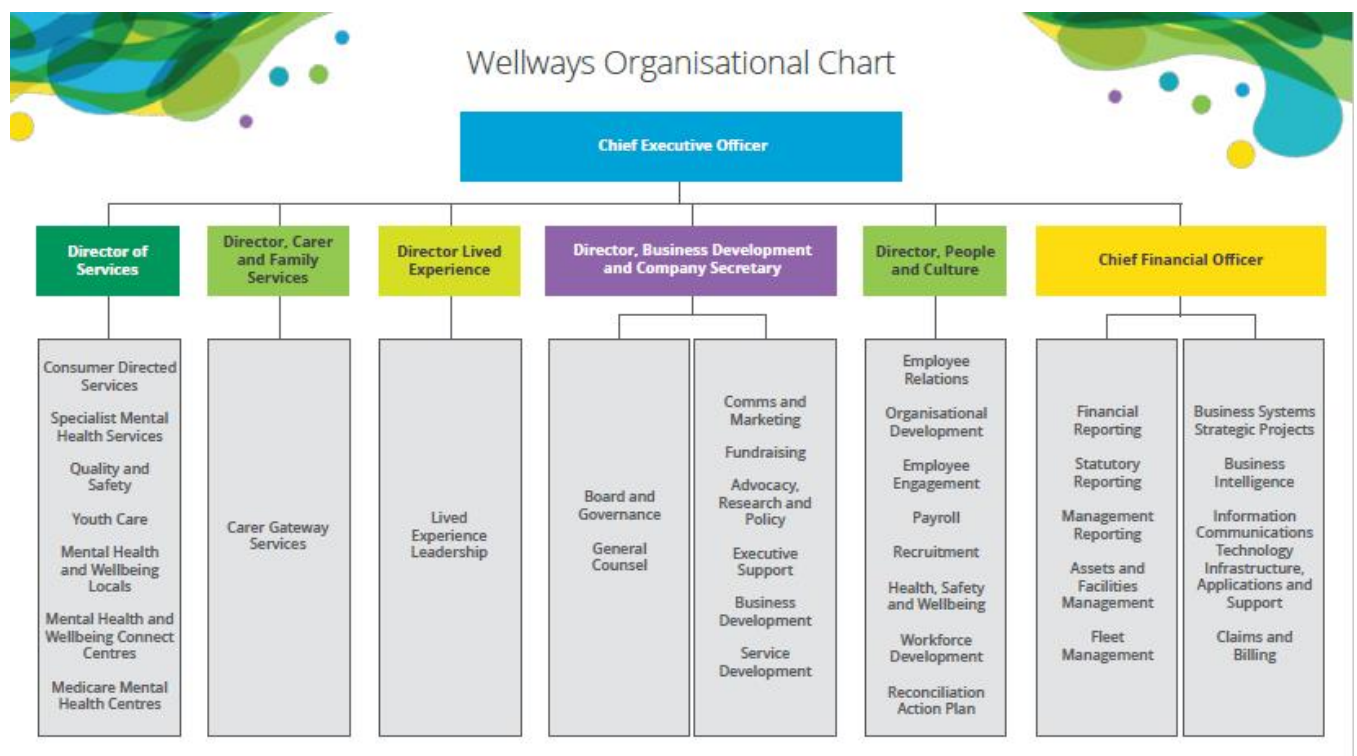 Wellways Organisational Chart
Chief Executive Officer
Director of
Services
Director, Carer
and Family
Services
Director Lived
Experience
Director, Business Development
and Company Secretary
Director, People
and Culture
Chief Financial Officer
Consumer Directed
Services
Specialist Mental
Health Services
Quality and
Safety
Youth Care
Mental Health
and Wellbeing
Locals
Mental Health and
Wellbeing Connect
Centres
Medicare Mental
Health Centres
Carer Gateway
Services
Lived
Experience
Leadership
Board and
Governance
General
Counsel
Comms and
Marketing
Fundraising
Advocacy,
Research and
Policy
Executive
Support
Business
Development
Service
Development
Employee
Relations
Organisational
Development
Employee
Engagement
Payroll
Recruitment
Health, Safety
and Wellbeing
Workforce
Development
Reconciliation
Action Plan
Financial
Reporting
Statutory
Reporting
Management
Reporting
Assets and
Facilities
Management
Fleet
Management
Business Systems
Strategic Projects
Business
Intelligence
Information
Communications
Technology
Infrastructure,
Applications and
Support
Claims and
Billing